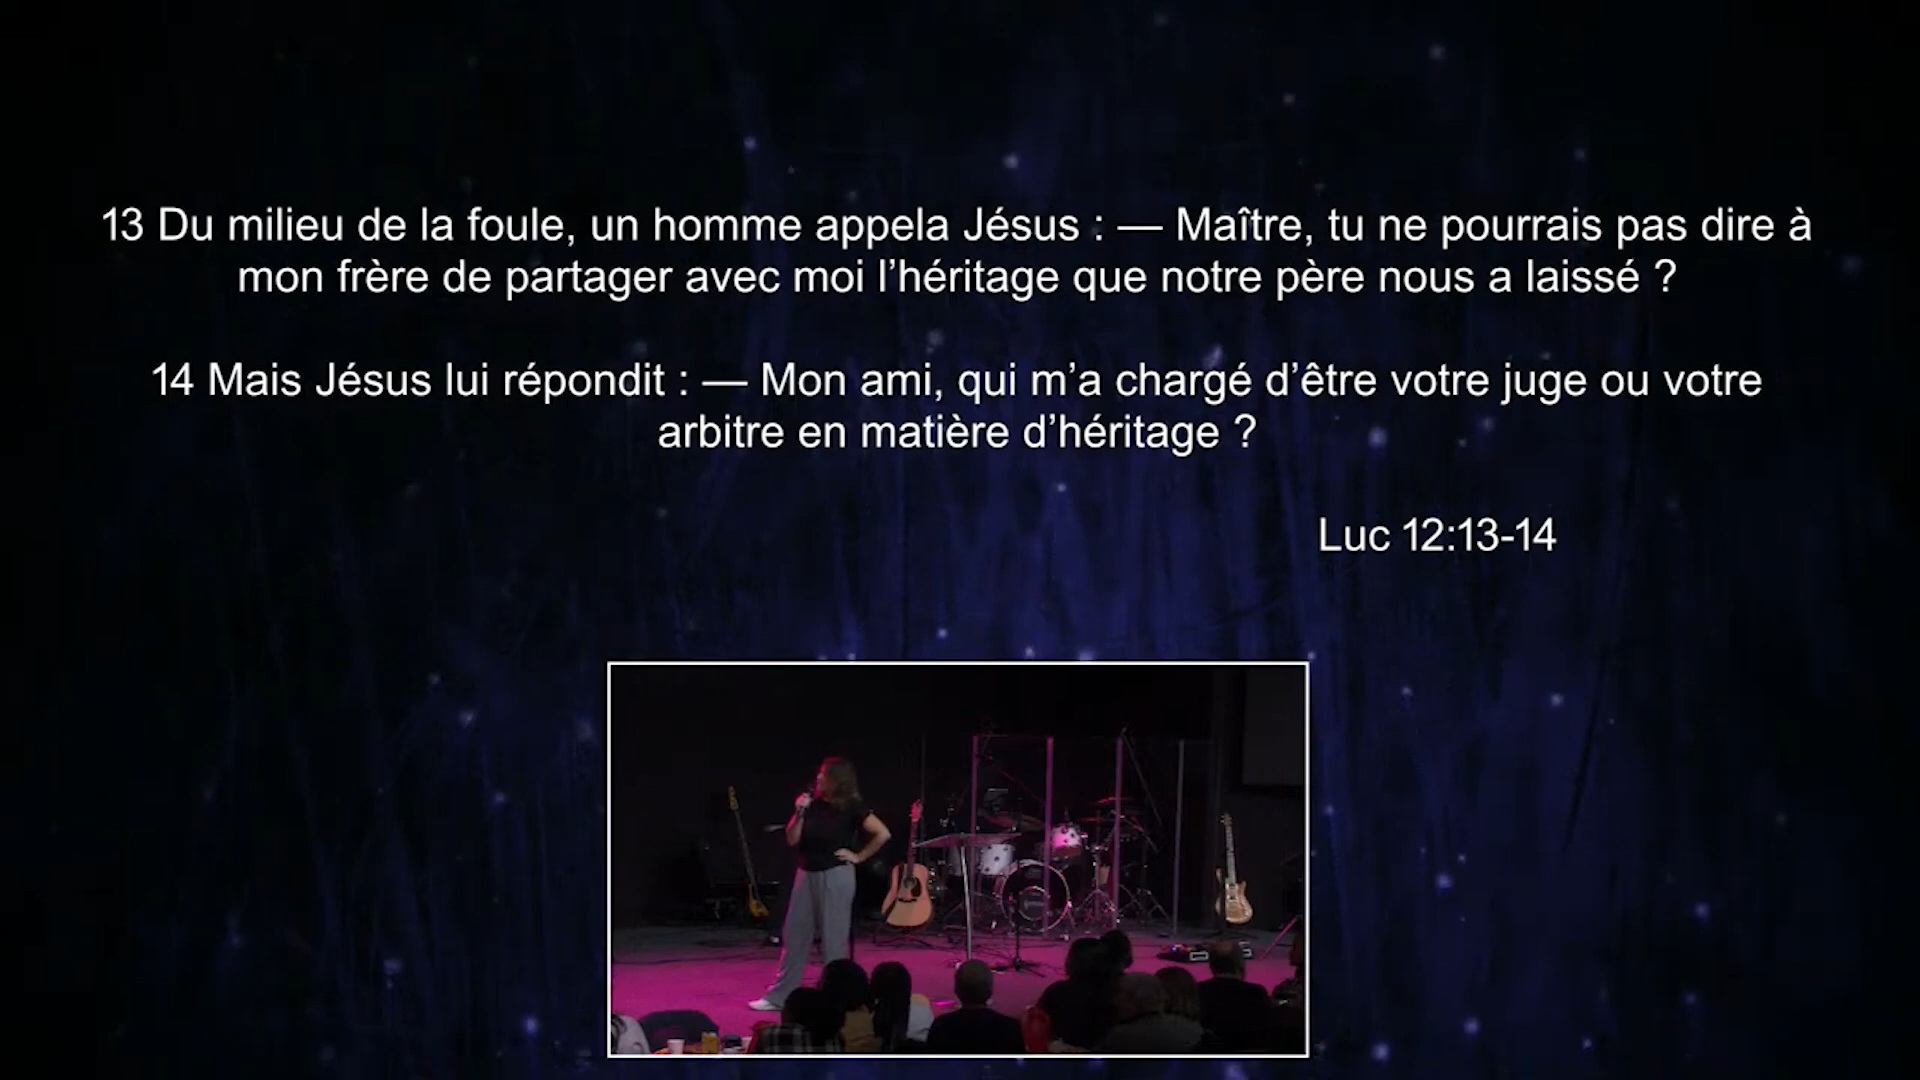 13 Du milieu de la foule, un homme appela Jésus : — Maître, tu ne pourrais pas dire à
mon frère de partager avec moi l’héritage que notre père nous a laissé ?
14 Mais Jésus lui répondit : — Mon ami, qui m’a chargé d’être votre juge ou votre
arbitre en matière d’héritage ?
Luc 12:13-14